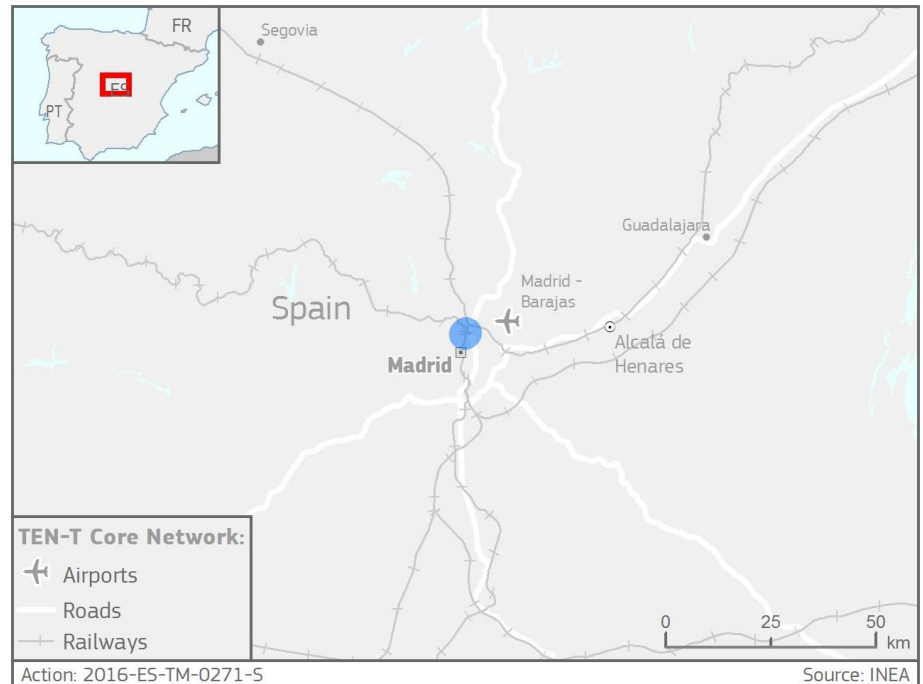 FR
ES
PT
Segovia
Guadalajara
Madrid -
Barajas
Spain
Alcalá de
Henares
Madrid
TEN-T Core Network:
Airports
Roads
Railways
0 25 50
km
Action: 2016-ES-TM-0271-S
Source: INEA